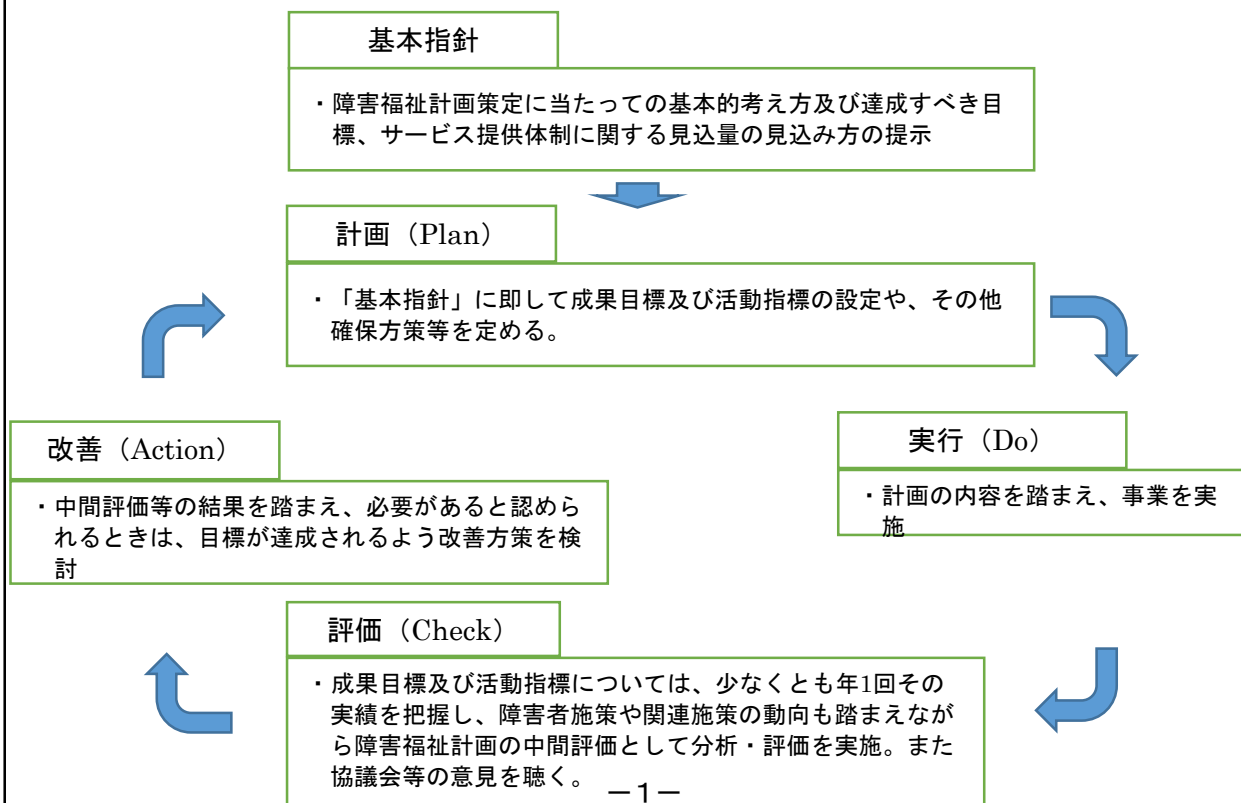 基本指針
・障害福祉計画策定に当たっての基本的考え方及び達成すべき目
標、サービス提供体制に関する見込量の見込み方の提示
計画（Plan）
・「基本指針」に即して成果目標及び活動指標の設定や、その他
確保方策等を定める。
実行（Do）
・計画の内容を踏まえ、事業を実
施
評価（Check）
・成果目標及び活動指標については、少なくとも年1回その
実績を把握し、障害者施策や関連施策の動向も踏まえなが
ら障害福祉計画の中間評価として分析・評価を実施。また
協議会等の意見を聴く。
改善（Action）
・中間評価等の結果を踏まえ、必要があると認めら
れるときは、目標が達成されるよう改善方策を検
討
－1－